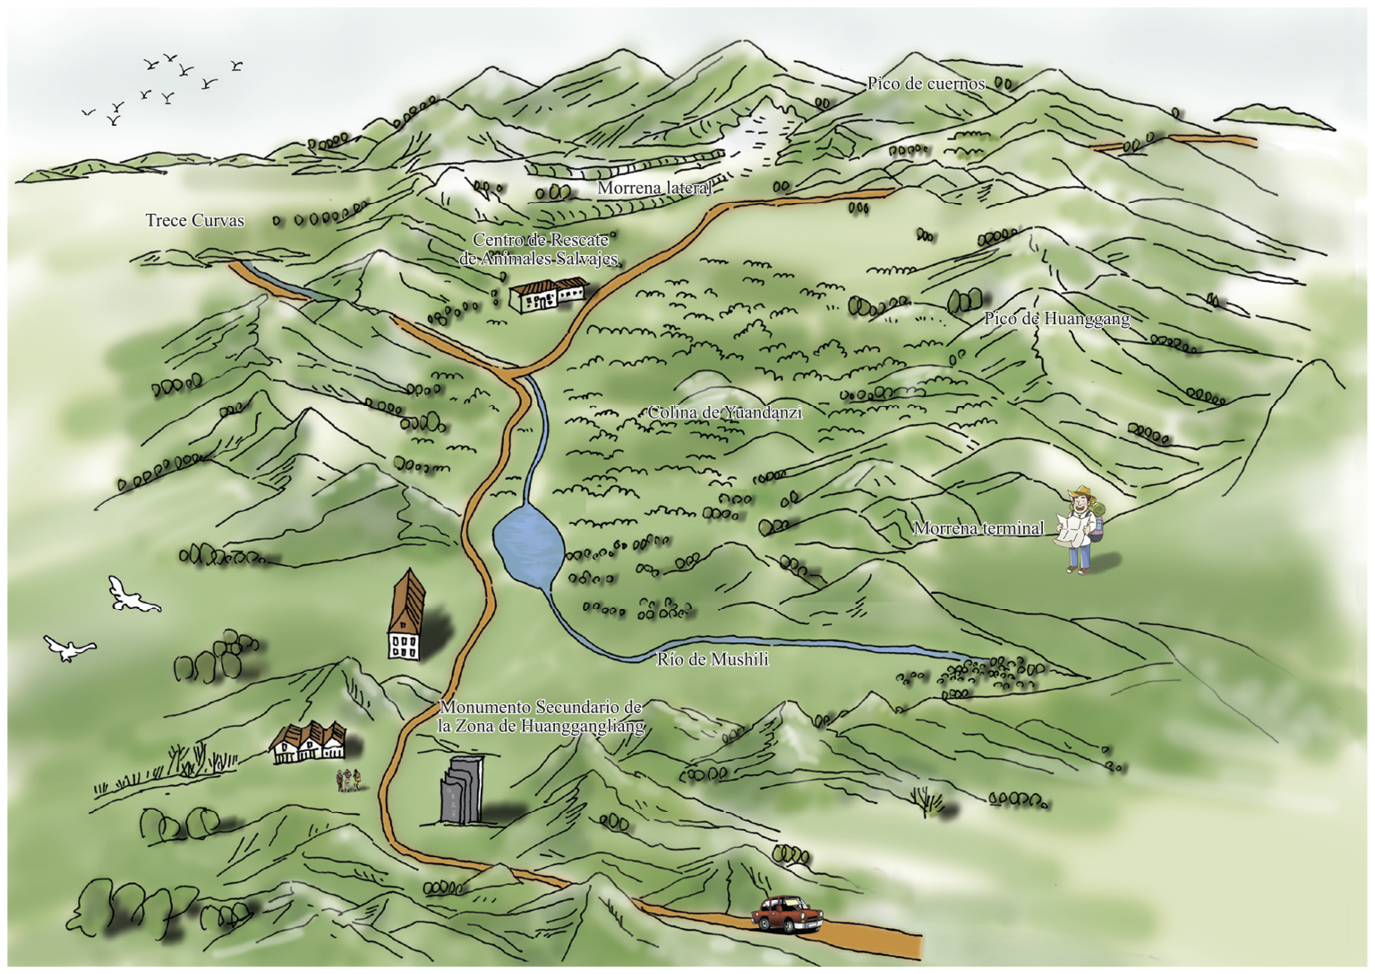 Pico de cuernos
Morrena lateral
Trece Curvas
Centro de Rescate
de Animales Salvajes
Pico de Huanggang
Colina de Yuandanzi
Morrena terminal
Río de Mushili
Monumento Secundario de
la Zona de Huanggangliang